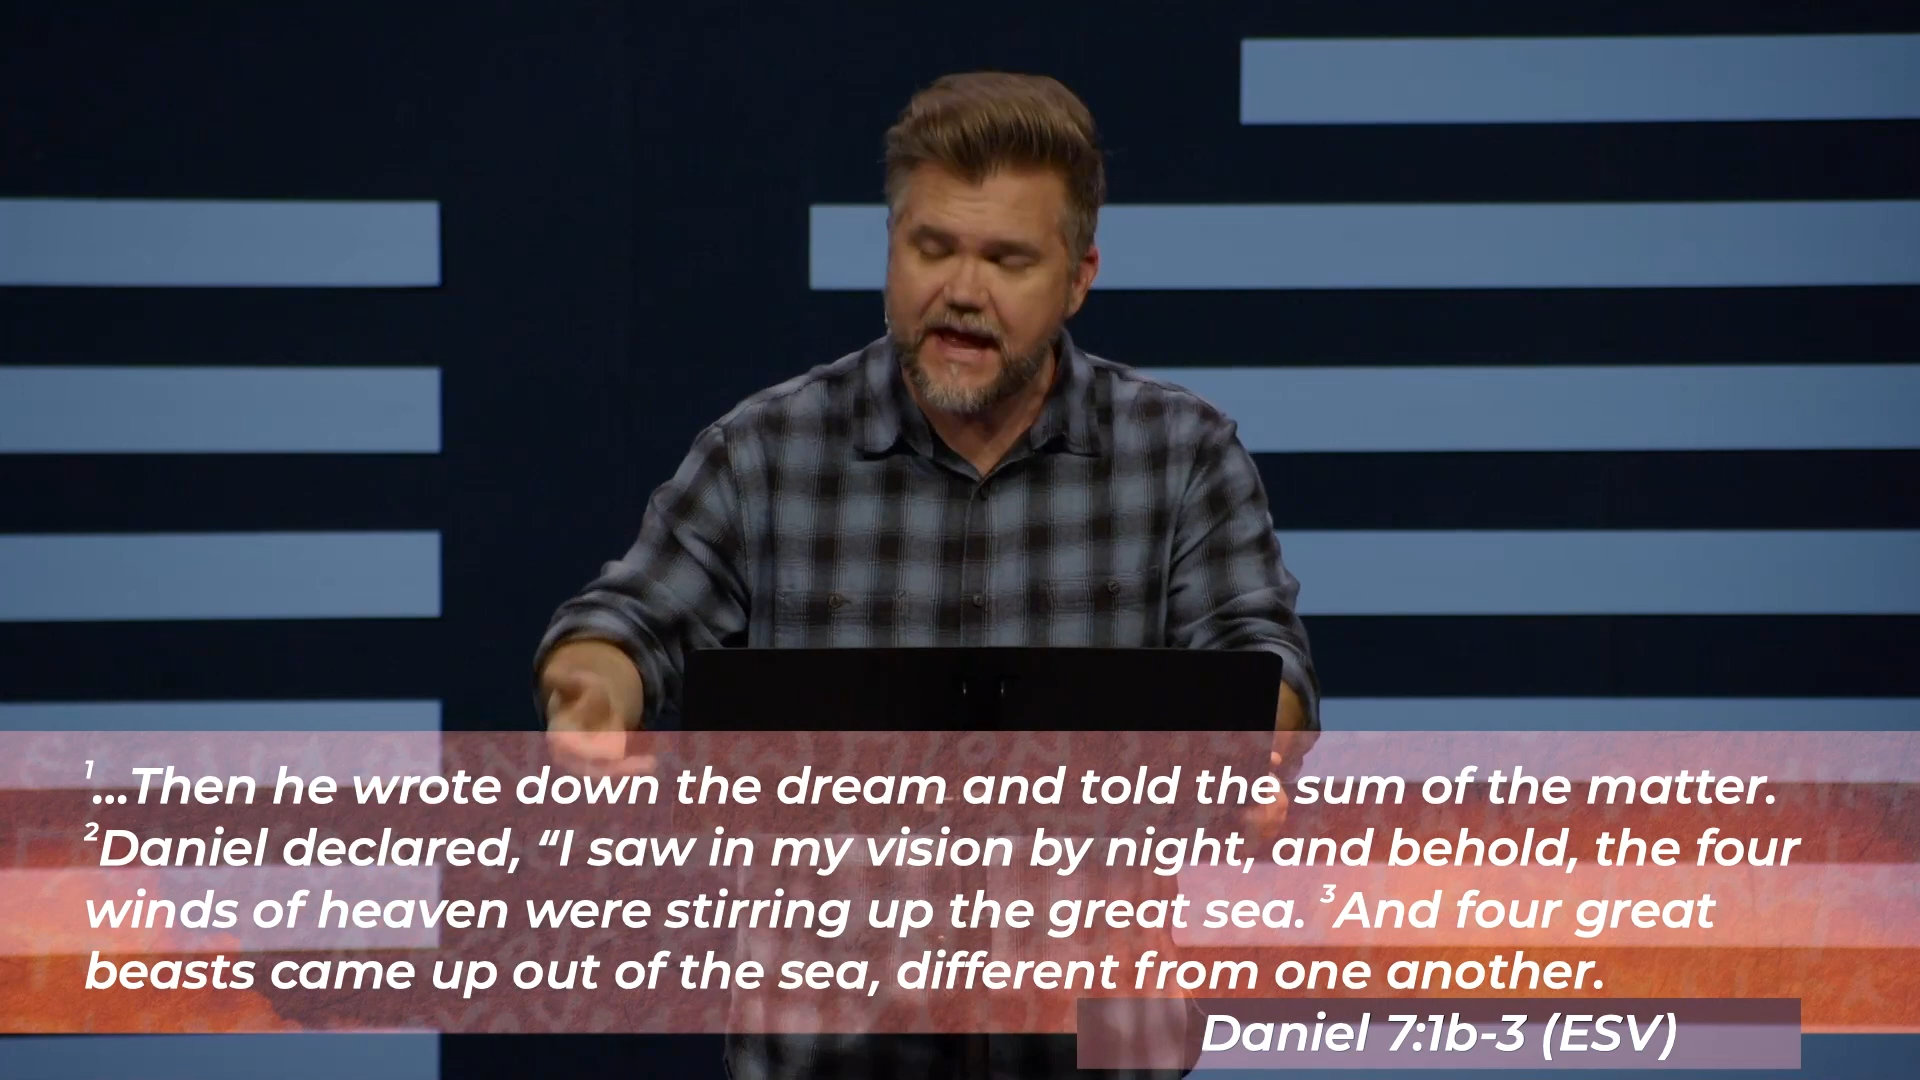 ¹...Then he wrote down the dream and told the sum of the matter.
²Daniel declared, “I saw in my vision by night, and behold, the four
winds of heaven were stirring up the great sea. ³And four great
beasts came up out of the sea, different from one another.
Daniel 7:1b-3 (ESV)